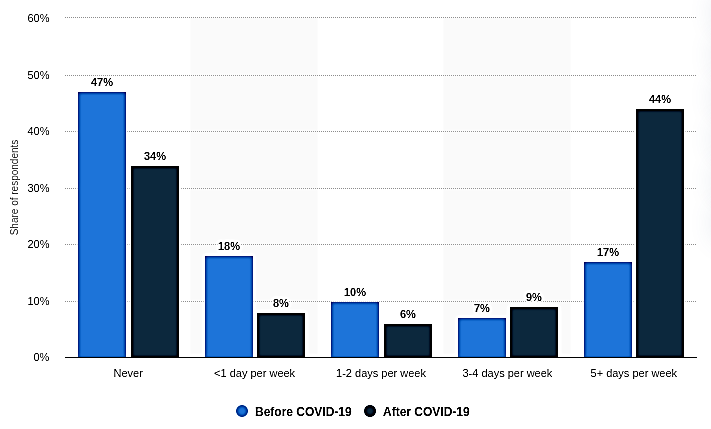 60%
50%
40%
30%
20%
10%
0%
Share of respondents
47%
34%
18%
8%
10%
6%
7%
9%
17%
44%
Never
<1 day per week
1-2 days per week
3-4 days per week
5+ days per week
Before COVID-19
After COVID-19